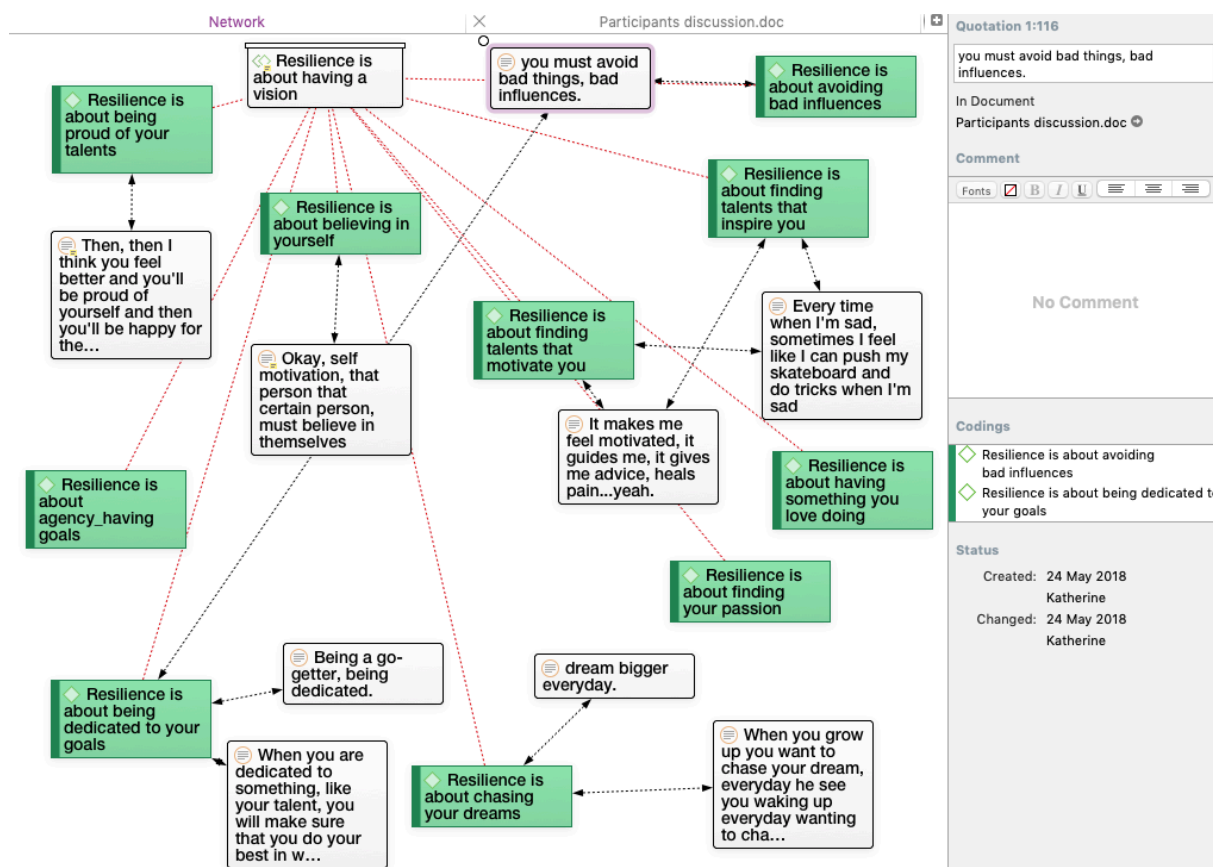 Network
Participants discussion.doc
Resilience is
about having a
vision
you must avoid
bad things, bad
influences.
Resilience is
about avoiding
bad influences
Resilience is
about being
proud of your
talents
Resilience is
about finding
talents that
inspire you
Resilience is
about believing in
yourself
Then, then I
think you feel
better and you'll
be proud of
yourself and then
you'll be happy for
the...
Resilience is
about finding
talents that
motivate you
Every time
when I'm sad,
sometimes I feel
like I can push my
skateboard and
do tricks when I'm
sad
Okay, self
motivation, that
person that
certain person,
must believe in
themselves
It makes me
feel motivated, it
guides me, it gives
me advice, heals
pain...yeah.
Resilience is
about having
something you
love doing
Resilience is
about
agency_having
goals
Resilience is
about finding
your passion
Being a go-
getter, being
dedicated.
dream bigger
everyday.
Resilience is
about being
dedicated to your
goals
When you are
dedicated to
something, like
your talent, you
will make sure
that you do your
best in w...
Resilience is
about chasing
your dreams
When you grow
up you want to
chase your dream,
everyday he see
you waking up
everyday wanting
to cha...
Quotation 1:116
you must avoid bad things, bad
influences.
In Document
Participants discussion.doc
Comment
Fonts B I U
No Comment
Codings
Resilience is about avoiding
bad influences
Resilience is about being dedicated to
your goals
Status
Created: 24 May 2018
Katherine
Changed: 24 May 2018
Katherine